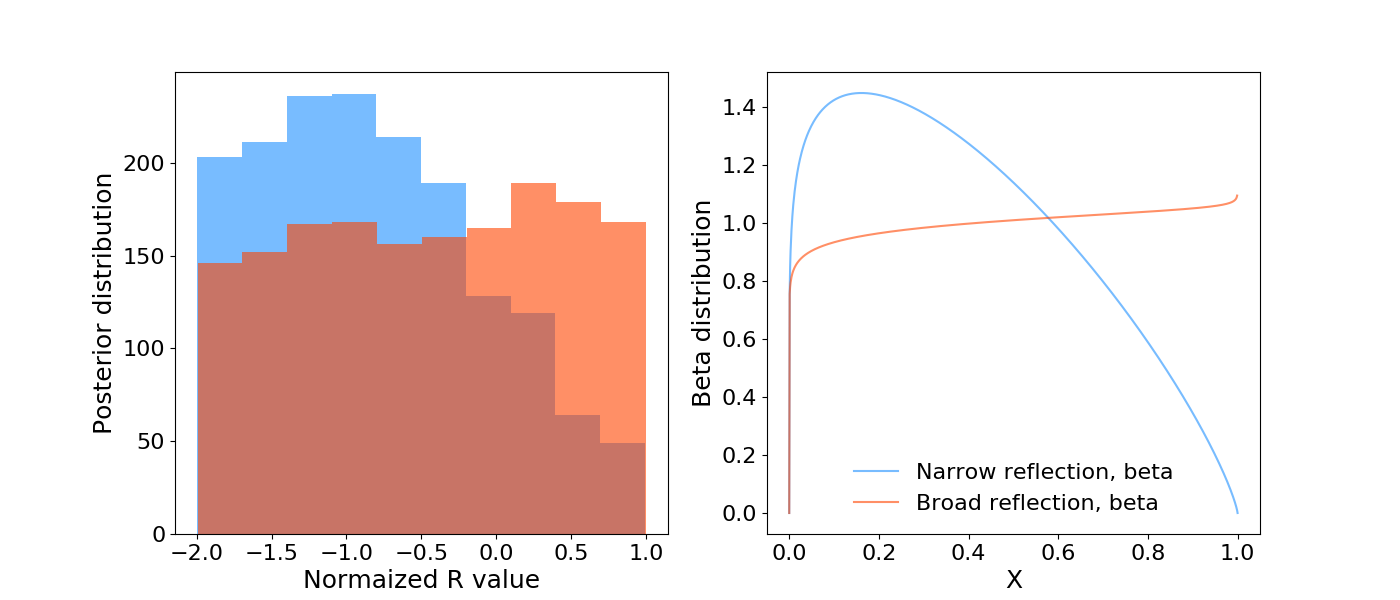 Posterior distribution
200
150
100
50
0
−2.0 −1.5 −1.0 −0.5 0.0 0.5 1.0
Normaized R value
Beta distribution
1.4
1.2
1.0
0.8
0.6
0.4
0.2
0.0
Narrow reflection, beta
Broad reflection, beta
0.0 0.2 0.4 0.6 0.8 1.0
X